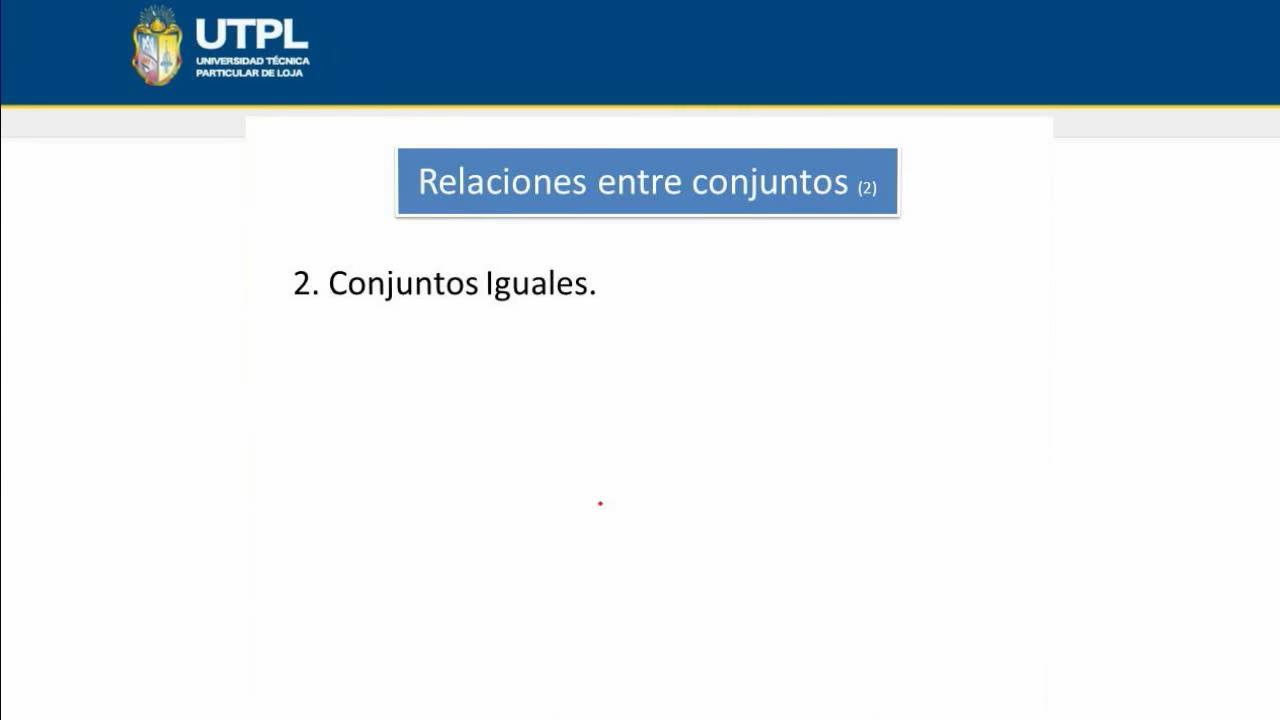 UTPL
UNIVERSIDAD TÉCNICA
PARTICULAR DE LOJA
Relaciones entre conjuntos (2)
2. Conjuntos Iguales.